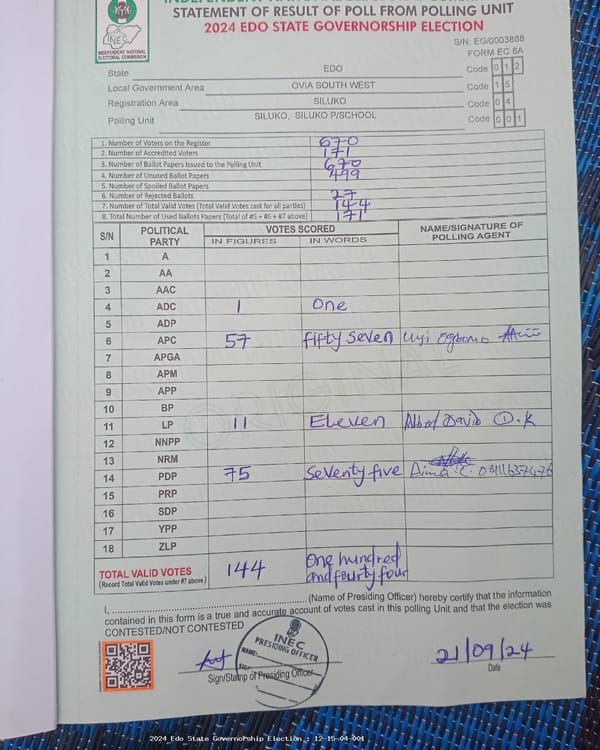 STATEMENT OF RESULT OF POLL FROM POLLING UNIT
2024 EDO STATE GOVERNORSHIP ELECTION
INEC
INDEPENDENT NATIONAL ELECTORAL COMMISSION
S/N: EG/0003888
FORM EC 8A
State EDO Code 0 1 2
Local Government Area OVIA SOUTH WEST Code 1 5
Registration Area SILUKO Code 0 4
Polling Unit SILUKO, SILUKO P/SCHOOL Code 0 0 1
1. Number of Voters on the Register 670
2. Number of Accredited Voters 171
3. Number of Ballot Papers issued to the Polling Unit 670
4. Number of Unused Ballot Papers 499
5. Number of Spoiled Ballot Papers
6. Number of Rejected Ballots 27
7. Number of Total Valid Votes (Total Valid Votes cast for all parties) 144
8. Total Number of Used Ballots Papers (Total of #5 + #6 + #7 above) 171
S/N POLITICAL PARTY VOTES SCORED NAME/SIGNATURE OF POLLING AGENT
IN FIGURES IN WORDS
1 A
2 AA
3 AAC
4 ADC 1 One
5 ADP
6 APC 57 Fifty Seven Uyi
7 APGA
8 APM
9 APP
10 BP
11 LP 11 Eleven David
12 NNPP
13 NRM
14 PDP 75 Seventy five
15 PRP
16 SDP
17 YPP
18 ZLP
TOTAL VALID VOTES 144 One hundred and fourty four
(Record Total Valid Votes under #7 above)
I, .......... (Name of Presiding Officer) hereby certify that the information
contained in this form is a true and accurate account of votes cast in this polling Unit and that the election was
CONTESTED/NOT CONTESTED
INEC
PRESIDING OFFICER
NAME:
SIGN:
21/09/24
Sign/Stamp of Presiding Officer
Date
2024 Edo State Governorship Election : 12-15-04-001